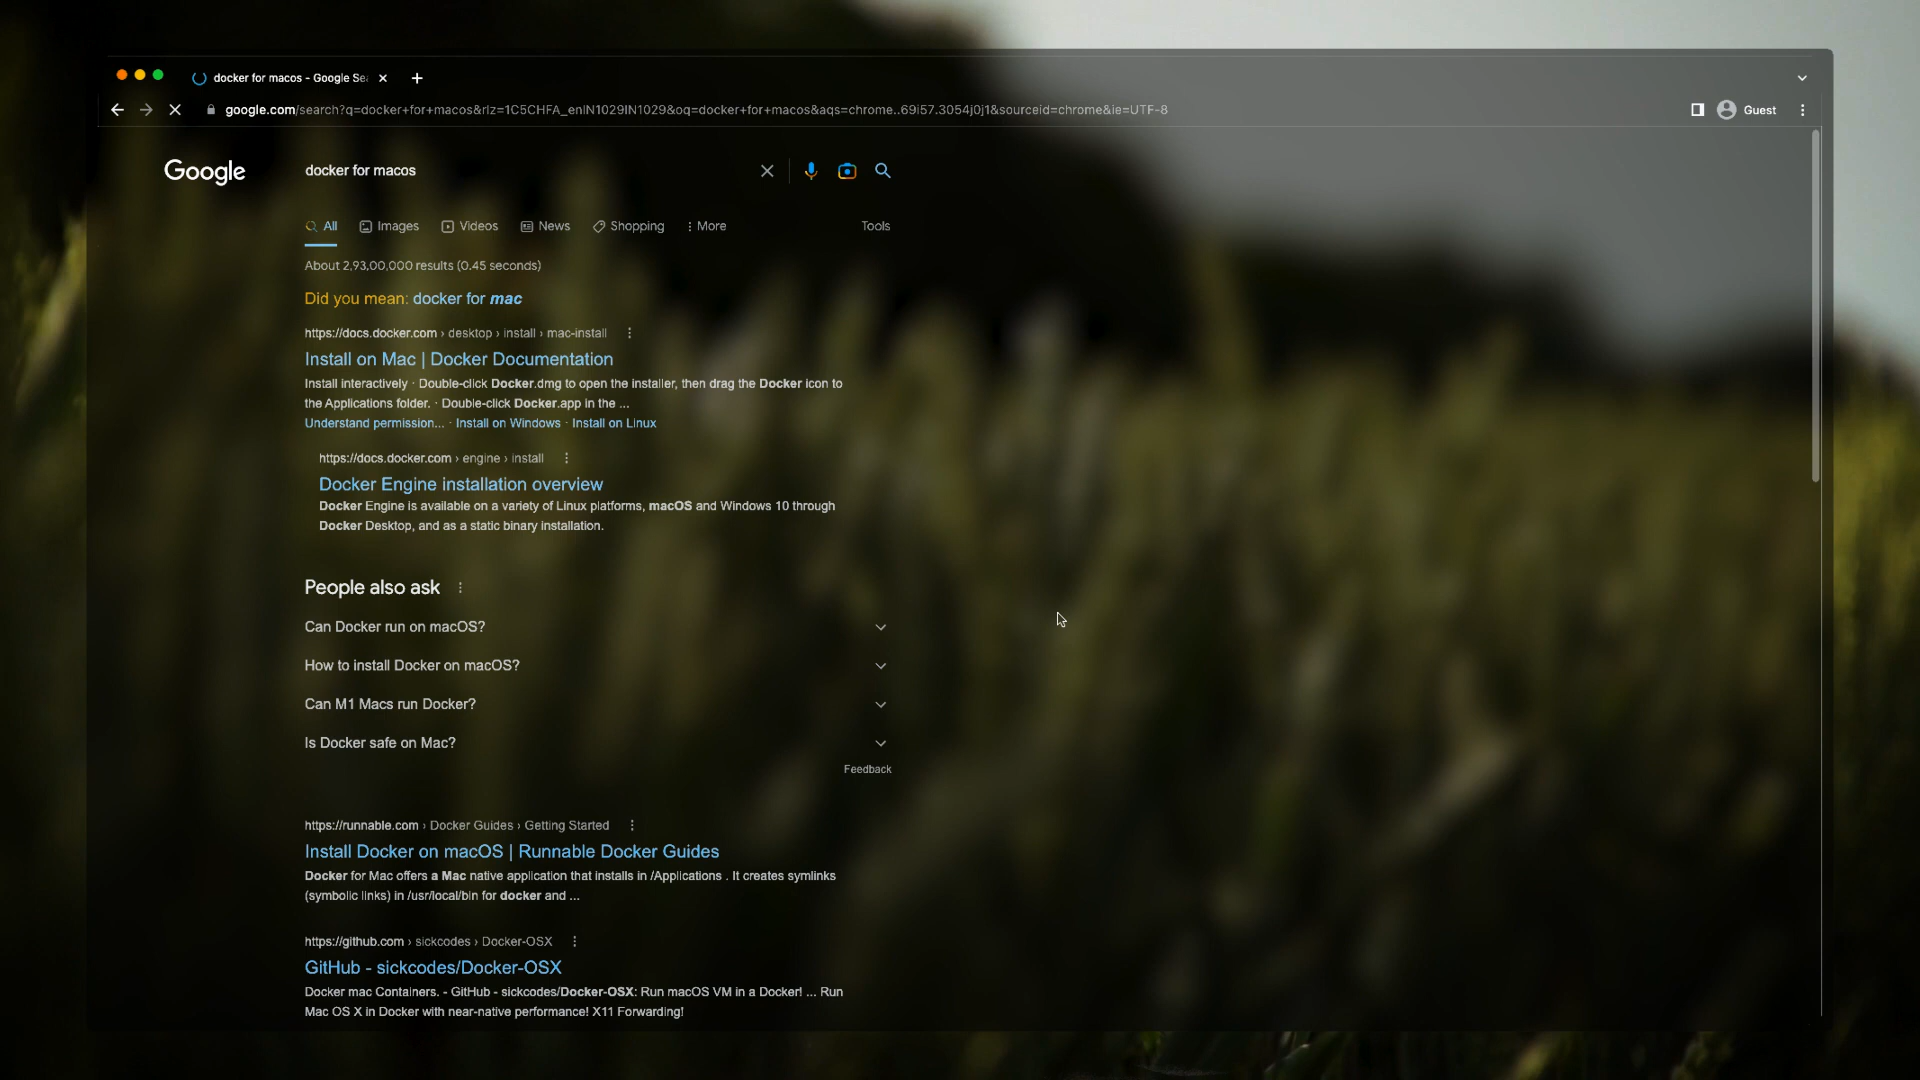 docker for macos - Google Se
google.com/search?q=docker+for+macos&rlz=1C5CHFA_enIN1029IN1029&oq=docker+for+macos&aqs=chrome..69i57.3054j0j1&sourceid=chrome&ie=UTF-8
Guest
Google
docker for macos
All
Images
Videos
News
Shopping
More
Tools
About 2,93,00,000 results (0.45 seconds)
Did you mean: docker for mac
https://docs.docker.com › desktop › install › mac-install
Install on Mac | Docker Documentation
Install interactively · Double-click Docker.dmg to open the installer, then drag the Docker icon to
the Applications folder. · Double-click Docker.app in the ...
Understand permission... · Install on Windows · Install on Linux
https://docs.docker.com › engine › install
Docker Engine installation overview
Docker Engine is available on a variety of Linux platforms, macOS and Windows 10 through
Docker Desktop, and as a static binary installation.
People also ask
Can Docker run on macOS?
How to install Docker on macOS?
Can M1 Macs run Docker?
Is Docker safe on Mac?
Feedback
https://runnable.com › Docker Guides › Getting Started
Install Docker on macOS | Runnable Docker Guides
Docker for Mac offers a Mac native application that installs in /Applications . It creates symlinks
(symbolic links) in /usr/local/bin for docker and ...
https://github.com › sickcodes › Docker-OSX
GitHub - sickcodes/Docker-OSX
Docker mac Containers. - GitHub - sickcodes/Docker-OSX: Run macOS VM in a Docker! ... Run
Mac OS X in Docker with near-native performance! X11 Forwarding!